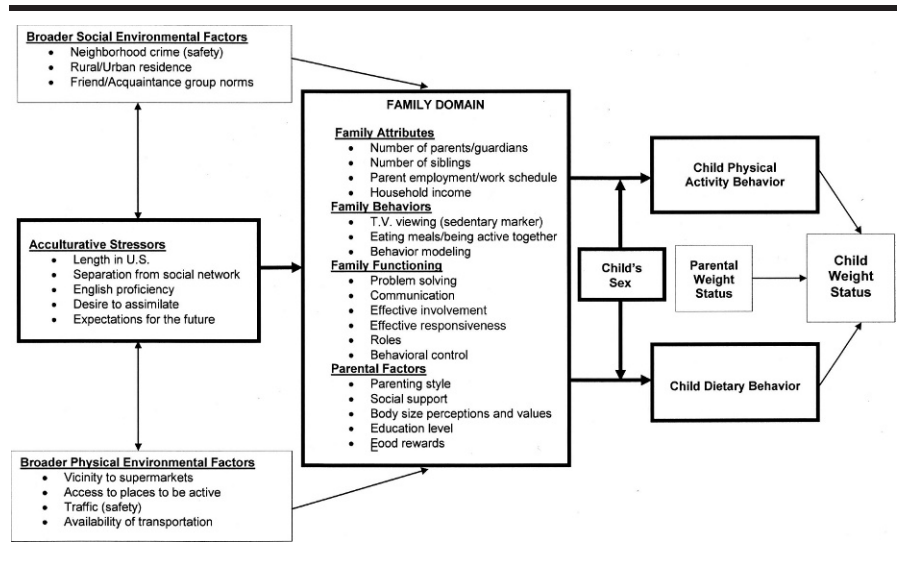 Broader Social Environmental Factors
• Neighborhood crime (safety)
• Rural/Urban residence
• Friend/Acquaintance group norms
Acculturative Stressors
• Length in U.S.
• Separation from social network
• English proficiency
• Desire to assimilate
• Expectations for the future
Broader Physical Environmental Factors
• Vicinity to supermarkets
• Access to places to be active
• Traffic (safety)
• Availability of transportation
FAMILY DOMAIN
Family Attributes
• Number of parents/guardians
• Number of siblings
• Parent employment/work schedule
• Household income
Family Behaviors
• T.V. viewing (sedentary marker)
• Eating meals/being active together
• Behavior modeling
Family Functioning
• Problem solving
• Communication
• Effective involvement
• Effective responsiveness
• Roles
• Behavioral control
Parental Factors
• Parenting style
• Social support
• Body size perceptions and values
• Education level
• Food rewards
Child's
Sex
Child Physical
Activity Behavior
Parental
Weight
Status
Child Dietary Behavior
Child
Weight
Status